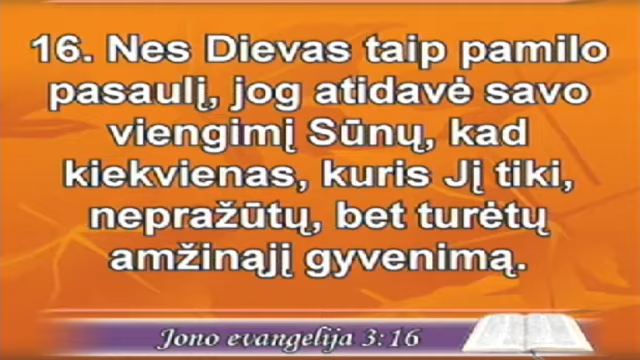 16. Nes Dievas taip pamilo
pasaulį, jog atidavė savo
viengimį Sūnų, kad
kiekvienas, kuris Jį tiki,
nepražūtų, bet turėtų
amžinąjį gyvenimą.
Jono evangelija 3:16